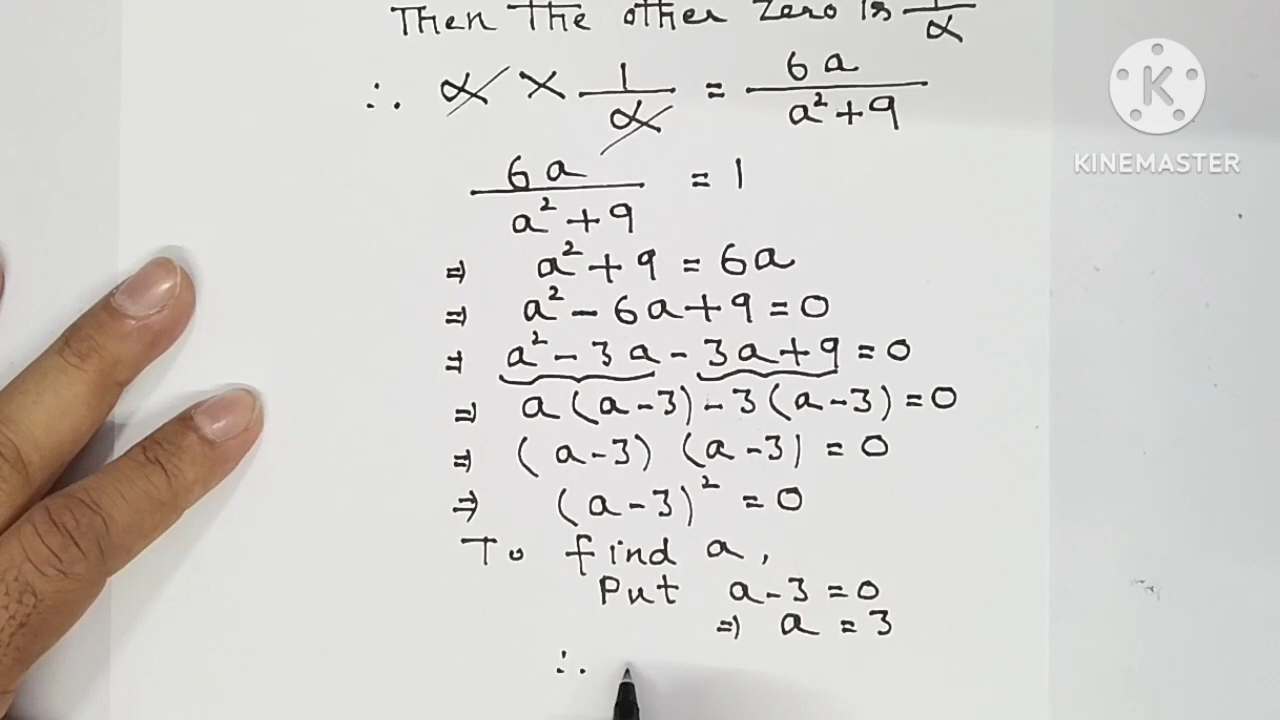 Then The other zero is 1/α
∴ α × 1/α = 6a/a²+9
6a/a²+9 = 1
⇒ a²+9 = 6a
⇒ a²-6a+9=0
⇒ a²-3a-3a+9=0
⇒ a(a-3)-3(a-3)=0
⇒ (a-3) (a-3) = 0
⇒ (a-3)² = 0
To find a,
Put a-3=0
⇒ a = 3
∴
K
KINEMASTER